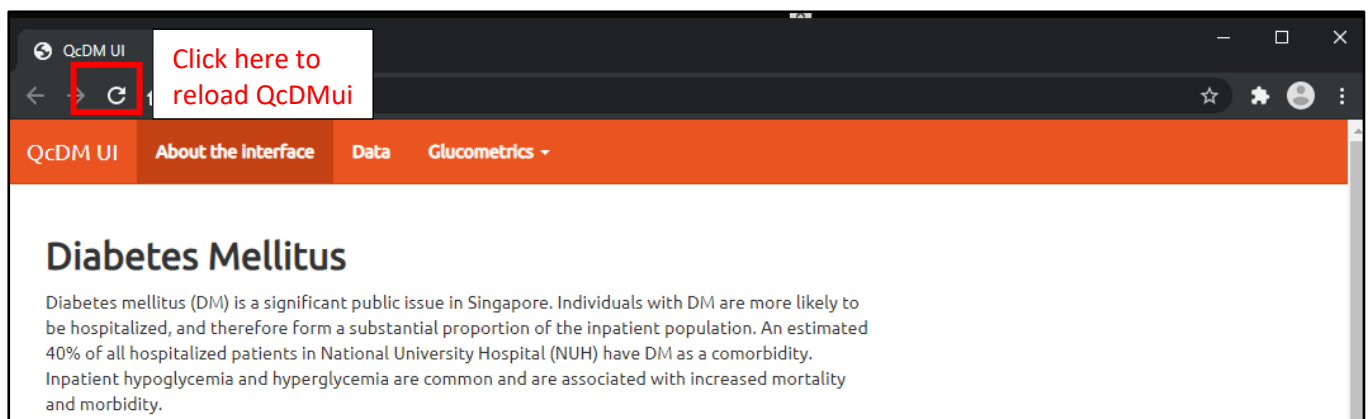 QcDM UI
Click here to
reload QcDMui
QcDM UI About the interface Data Glucometrics
Diabetes Mellitus
Diabetes mellitus (DM) is a significant public issue in Singapore. Individuals with DM are more likely to
be hospitalized, and therefore form a substantial proportion of the inpatient population. An estimated
40% of all hospitalized patients in National University Hospital (NUH) have DM as a comorbidity.
Inpatient hypoglycemia and hyperglycemia are common and are associated with increased mortality
and morbidity.